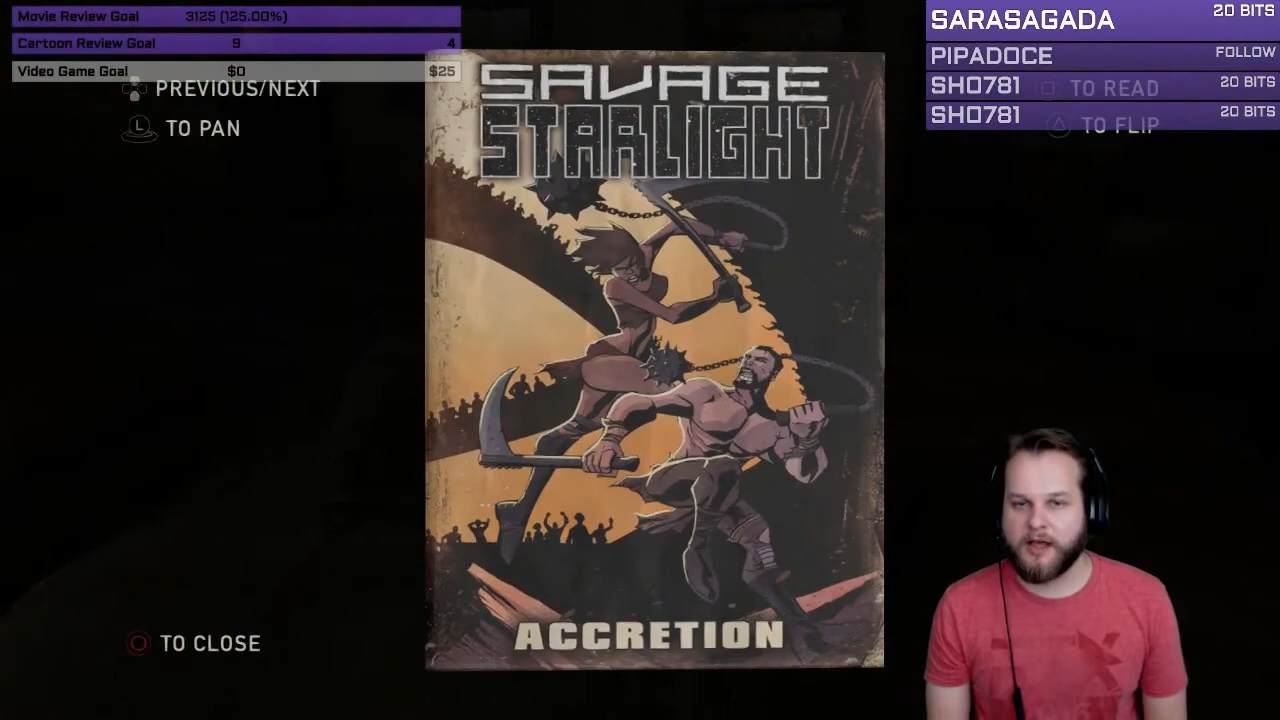 Movie Review Goal 3125 (125.00%)
Cartoon Review Goal 9 4
Video Game Goal $0 $25
PREVIOUS/NEXT
L TO PAN
SARASAGADA 20 BITS
PIPADOCE FOLLOW
SHO781 20 BITS
SHO781 20 BITS
TO READ
TO FLIP
SAVAGE
STARLIGHT
ACCRETION
TO CLOSE